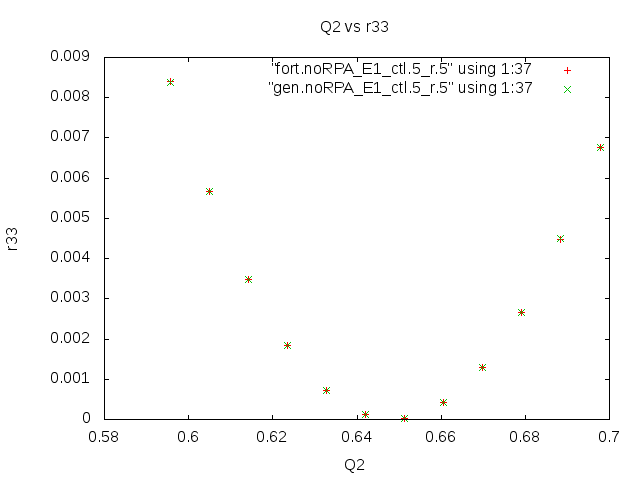 Q2 vs r33
"fort.noRPA_E1_ctl.5_r.5" using 1:37
"gen.noRPA_E1_ctl.5_r.5" using 1:37
0.009
0.008
0.007
0.006
0.005
0.004
0.003
0.002
0.001
0
r33
0.58 0.6 0.62 0.64 0.66 0.68 0.7
Q2